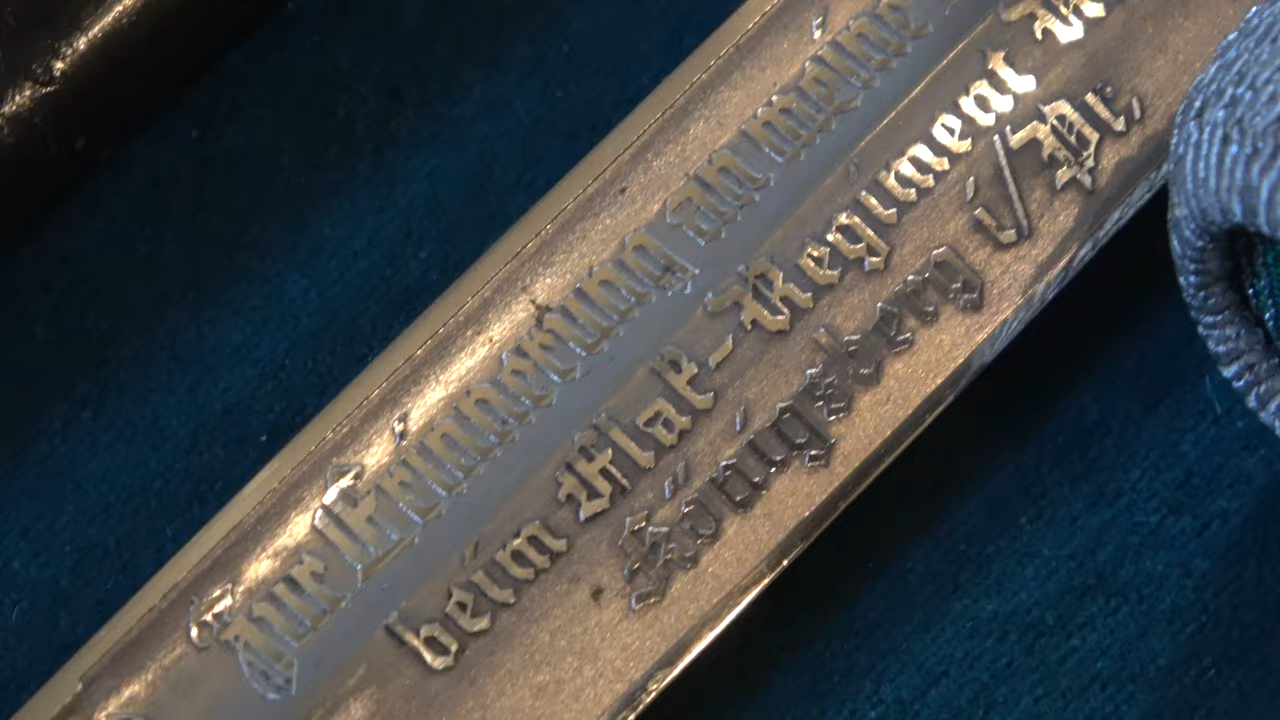 Zur Erinnerung an meine
beim Flak-Regiment
Königsberg i/Pr.